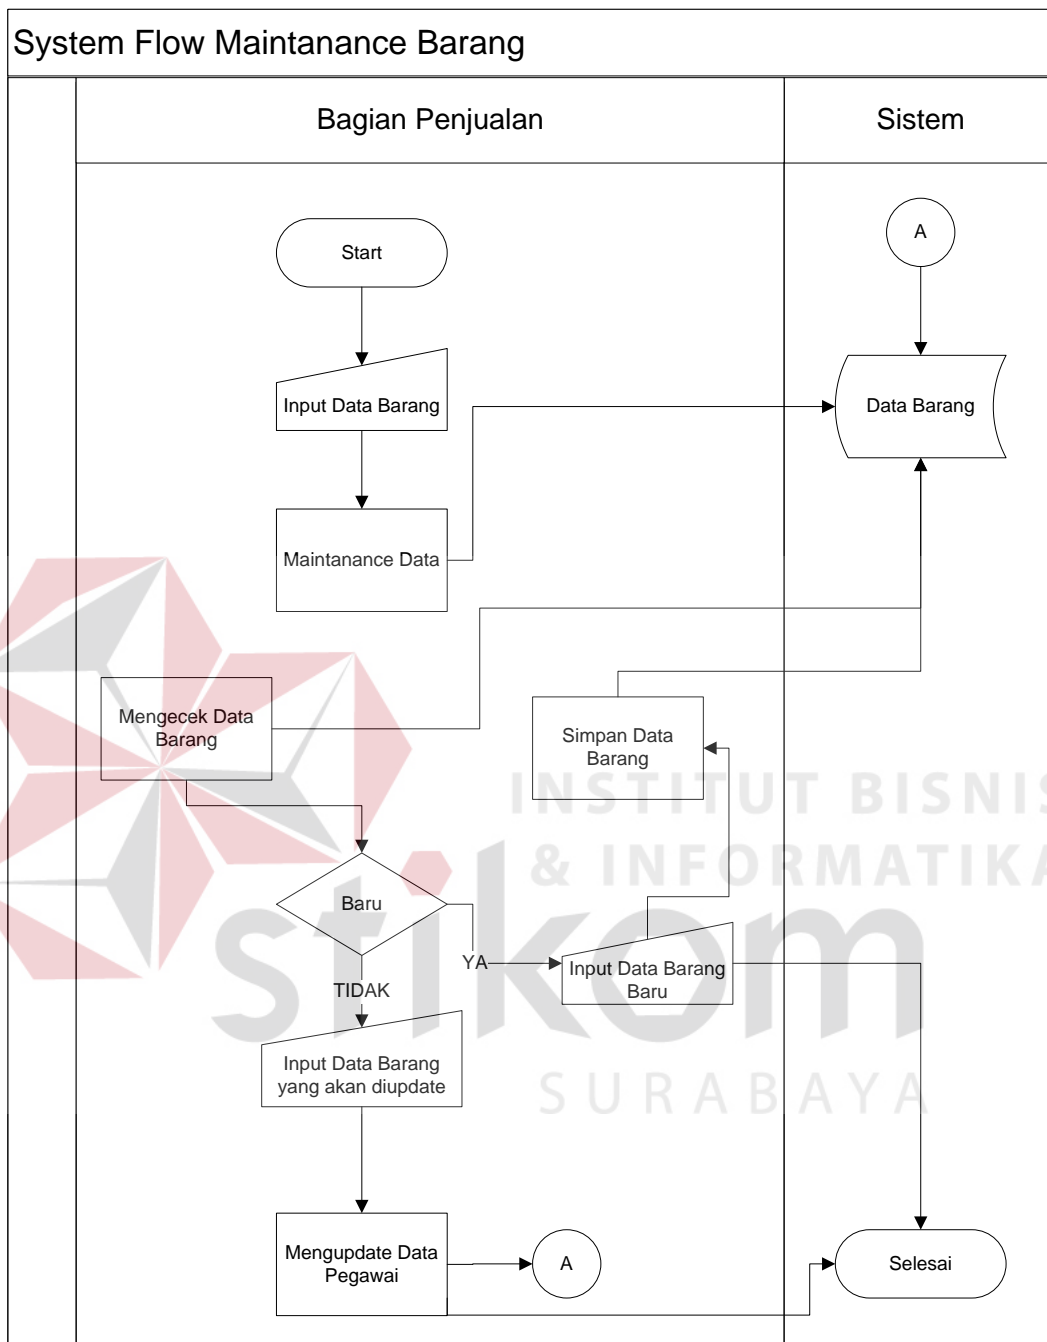 System Flow Maintanance Barang
Bagian Penjualan
Sistem
Start
A
Input Data Barang
Data Barang
Maintanance Data
Mengecek Data
Barang
Simpan Data
Barang
INSTITUT BISNIS
& INFORMATIKA
Baru
stikom
YA
Input Data Barang
Baru
TIDAK
Input Data Barang
yang akan diupdate
SURABAYA
Mengupdate Data
Pegawai
A
Selesai